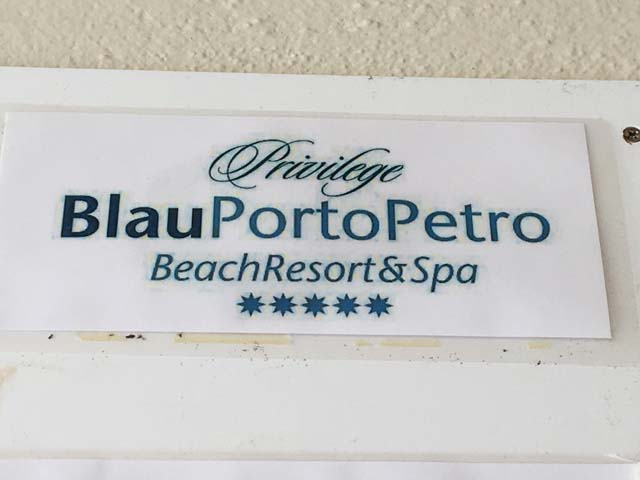 Privilege
BlauPortoPetro
BeachResort&Spa
★★★★★